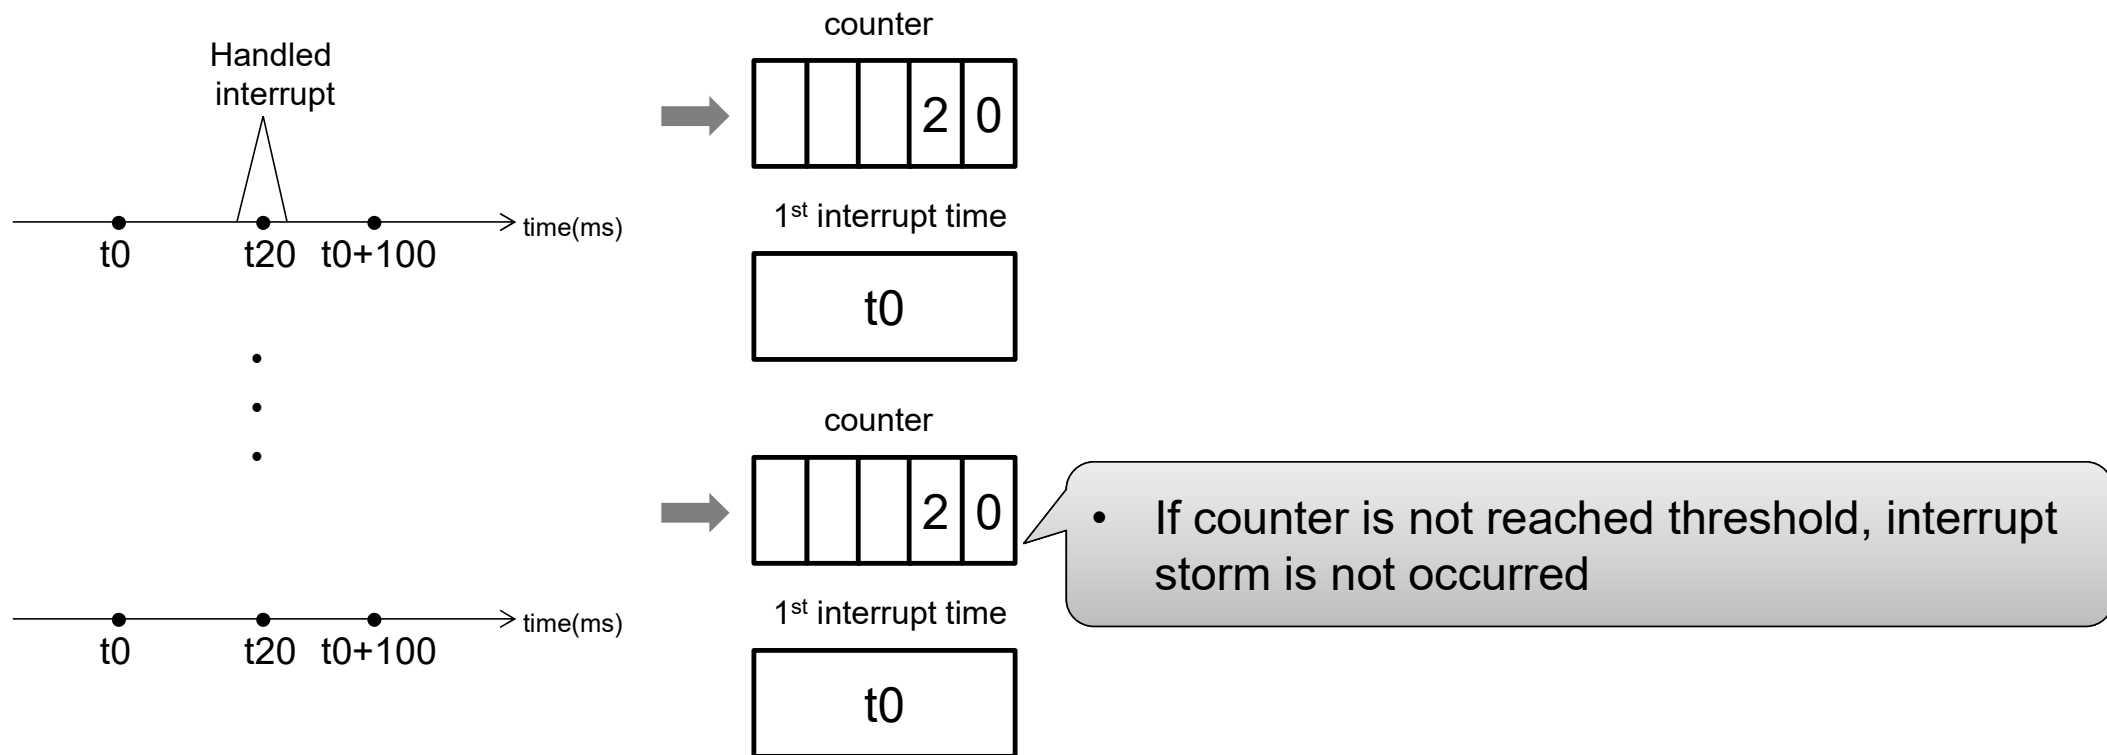 Handled
interrupt
t0 t20 t0+100 time(ms)
counter
2 0
1st interrupt time
t0
t0 t20 t0+100 time(ms)
counter
2 0
• If counter is not reached threshold, interrupt
storm is not occurred
1st interrupt time
t0